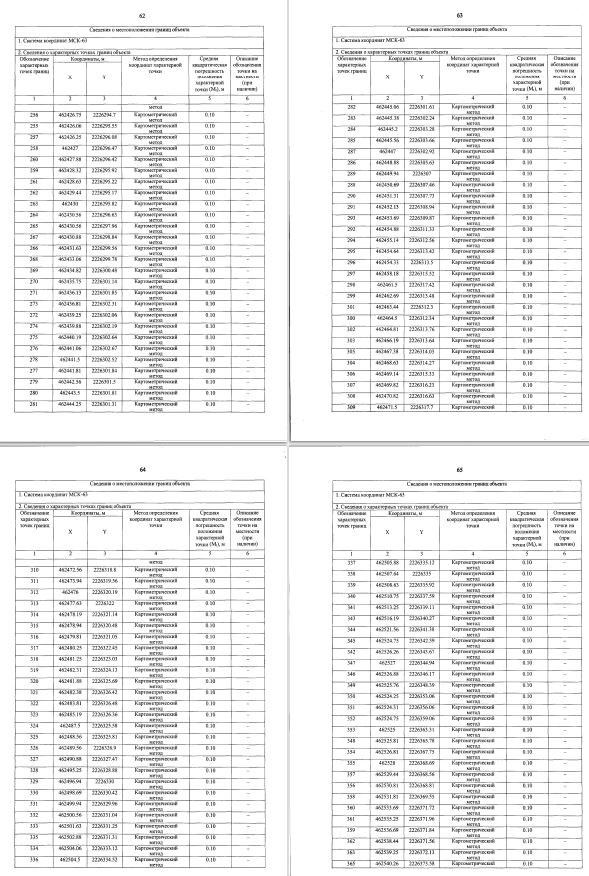 62
Сведения о местоположении границ объекта
1. Система координат МСК-63
2. Сведения о характерных точках границ объекта
Обозначение характерных точек границ
Координаты, м
X
Y
Метод определения координат характерной точки
Средняя квадратическая погрешность положения характерной точки (Mt), м
Описание обозначения точки на местности (при наличии)
1 2 3 4 5 6
метод
256 462426.75 2226294.7 Картометрический метод 0.10 –
255 462426.06 2226295.55 Картометрический метод 0.10 –
257 462426.25 2226296.08 Картометрический метод 0.10 –
258 462427 2226296.47 Картометрический метод 0.10 –
260 462427.88 2226296.42 Картометрический метод 0.10 –
259 462428.32 2226295.92 Картометрический метод 0.10 –
261 462428.63 2226295.22 Картометрический метод 0.10 –
262 462429.44 2226295.17 Картометрический метод 0.10 –
263 462430 2226295.82 Картометрический метод 0.10 –
264 462430.56 2226296.63 Картометрический метод 0.10 –
265 462430.56 2226297.96 Картометрический метод 0.10 –
267 462430.88 2226298.84 Картометрический метод 0.10 –
266 462431.63 2226299.56 Картометрический метод 0.10 –
268 462433.06 2226299.78 Картометрический метод 0.10 –
269 462434.82 2226300.48 Картометрический метод 0.10 –
270 462435.75 2226301.14 Картометрический метод 0.10 –
271 462436.13 2226301.85 Картометрический метод 0.10 –
273 462436.81 2226302.31 Картометрический метод 0.10 –
272 462439.25 2226302.06 Картометрический метод 0.10 –
274 462439.88 2226302.19 Картометрический метод 0.10 –
275 462440.19 2226302.64 Картометрический метод 0.10 –
276 462441.06 2226302.67 Картометрический метод 0.10 –
278 462441.5 2226302.52 Картометрический метод 0.10 –
277 462441.81 2226301.84 Картометрический метод 0.10 –
279 462442.56 2226301.5 Картометрический метод 0.10 –
280 462443.5 2226301.81 Картометрический метод 0.10 –
281 462444.25 2226301.31 Картометрический метод 0.10 –
63
Сведения о местоположении границ объекта
1. Система координат МСК-63
2. Сведения о характерных точках границ объекта
Обозначение характерных точек границ
Координаты, м
X
Y
Метод определения координат характерной точки
Средняя квадратическая погрешность положения характерной точки (Mt), м
Описание обозначения точки на местности (при наличии)
1 2 3 4 5 6
282 462445.06 2226301.61 Картометрический метод 0.10 –
283 462445.38 2226302.24 Картометрический метод 0.10 –
284 462445.2 2226303.28 Картометрический метод 0.10 –
285 462445.56 2226303.66 Картометрический метод 0.10 –
287 462447 2226302.92 Картометрический метод 0.10 –
286 462448.88 2226305.63 Картометрический метод 0.10 –
289 462449.94 2226307 Картометрический метод 0.10 –
288 462450.69 2226307.46 Картометрический метод 0.10 –
290 462451.31 2226307.73 Картометрический метод 0.10 –
291 462452.13 2226308.94 Картометрический метод 0.10 –
293 462453.69 2226309.87 Картометрический метод 0.10 –
292 462454.88 2226311.33 Картометрический метод 0.10 –
294 462455.14 2226312.56 Картометрический метод 0.10 –
295 462454.64 2226313.42 Картометрический метод 0.10 –
296 462454.33 2226313.5 Картометрический метод 0.10 –
297 462458.18 2226315.52 Картометрический метод 0.10 –
298 462461.5 2226317.42 Картометрический метод 0.10 –
299 462462.69 2226315.48 Картометрический метод 0.10 –
301 462463.44 2226312.3 Картометрический метод 0.10 –
300 462464.5 2226312.34 Картометрический метод 0.10 –
302 462464.81 2226313.76 Картометрический метод 0.10 –
303 462466.19 2226313.64 Картометрический метод 0.10 –
305 462467.38 2226314.03 Картометрический метод 0.10 –
304 462468.63 2226314.27 Картометрический метод 0.10 –
306 462469.14 2226315.33 Картометрический метод 0.10 –
307 462469.82 2226316.23 Картометрический метод 0.10 –
308 462470.82 2226316.63 Картометрический метод 0.10 –
309 462471.5 2226317.7 Картометрический 0.10 –
64
Сведения о местоположении границ объекта
1. Система координат МСК-63
2. Сведения о характерных точках границ объекта
Обозначение характерных точек границ
Координаты, м
X
Y
Метод определения координат характерной точки
Средняя квадратическая погрешность положения характерной точки (Mt), м
Описание обозначения точки на местности (при наличии)
1 2 3 4 5 6
метод
310 462472.56 2226318.8 Картометрический метод 0.10 –
311 462473.94 2226319.56 Картометрический метод 0.10 –
312 462476 2226320.19 Картометрический метод 0.10 –
313 462477.63 2226322 Картометрический метод 0.10 –
314 462478.19 2226321.14 Картометрический метод 0.10 –
315 462478.94 2226320.48 Картометрический метод 0.10 –
316 462479.81 2226321.05 Картометрический метод 0.10 –
317 462480.25 2226322.45 Картометрический метод 0.10 –
318 462481.25 2226323.03 Картометрический метод 0.10 –
319 462482.31 2226324.13 Картометрический метод 0.10 –
320 462481.88 2226325.69 Картометрический метод 0.10 –
321 462482.38 2226326.42 Картометрический метод 0.10 –
322 462483.81 2226326.48 Картометрический метод 0.10 –
323 462485.19 2226326.36 Картометрический метод 0.10 –
324 462487.5 2226325.58 Картометрический метод 0.10 –
325 462488.56 2226325.81 Картометрический метод 0.10 –
326 462489.56 2226326.9 Картометрический метод 0.10 –
327 462490.88 2226327.47 Картометрический метод 0.10 –
328 462495.25 2226328.88 Картометрический метод 0.10 –
329 462496.94 2226330 Картометрический метод 0.10 –
330 462498.69 2226330.42 Картометрический метод 0.10 –
331 462499.94 2226329.96 Картометрический метод 0.10 –
332 462500.56 2226331.04 Картометрический метод 0.10 –
333 462501.63 2226331.25 Картометрический метод 0.10 –
335 462502.88 2226331.31 Картометрический метод 0.10 –
334 462504.06 2226333.12 Картометрический метод 0.10 –
336 462504.5 2226334.52 Картометрический 0.10 –
65
Сведения о местоположении границ объекта
1. Система координат МСК-63
2. Сведения о характерных точках границ объекта
Обозначение характерных точек границ
Координаты, м
X
Y
Метод определения координат характерной точки
Средняя квадратическая погрешность положения характерной точки (Mt), м
Описание обозначения точки на местности (при наличии)
1 2 3 4 5 6
337 462505.88 2226335.12 Картометрический метод 0.10 –
338 462507.64 2226335 Картометрический метод 0.10 –
339 462508.63 2226335.92 Картометрический метод 0.10 –
340 462510.75 2226337.59 Картометрический метод 0.10 –
341 462513.25 2226339.11 Картометрический метод 0.10 –
343 462516.19 2226340.27 Картометрический метод 0.10 –
344 462521.56 2226341.38 Картометрический метод 0.10 –
345 462524.75 2226342.39 Картометрический метод 0.10 –
342 462526.26 2226343.67 Картометрический метод 0.10 –
347 462527 2226344.94 Картометрический метод 0.10 –
346 462526.88 2226346.17 Картометрический метод 0.10 –
349 462525.76 2226348.39 Картометрический метод 0.10 –
350 462524.25 2226353.06 Картометрический метод 0.10 –
351 462524.31 2226356.06 Картометрический метод 0.10 –
352 462524.75 2226359.06 Картометрический метод 0.10 –
353 462525 2226365.31 Картометрический метод 0.10 –
348 462525.81 2226365.78 Картометрический метод 0.10 –
354 462526.81 2226367.75 Картометрический метод 0.10 –
355 462528 2226368.69 Картометрический метод 0.10 –
357 462529.44 2226368.56 Картометрический метод 0.10 –
356 462530.81 2226368.81 Картометрический метод 0.10 –
358 462531.81 2226369.55 Картометрический метод 0.10 –
360 462533.69 2226371.72 Картометрический метод 0.10 –
361 462535.25 2226371.96 Картометрический метод 0.10 –
359 462536.69 2226371.84 Картометрический метод 0.10 –
362 462538.44 2226371.56 Картометрический метод 0.10 –
363 462539.25 2226372.13 Картометрический метод 0.10 –
365 462540.26 2226373.58 Картометрический 0.10 –